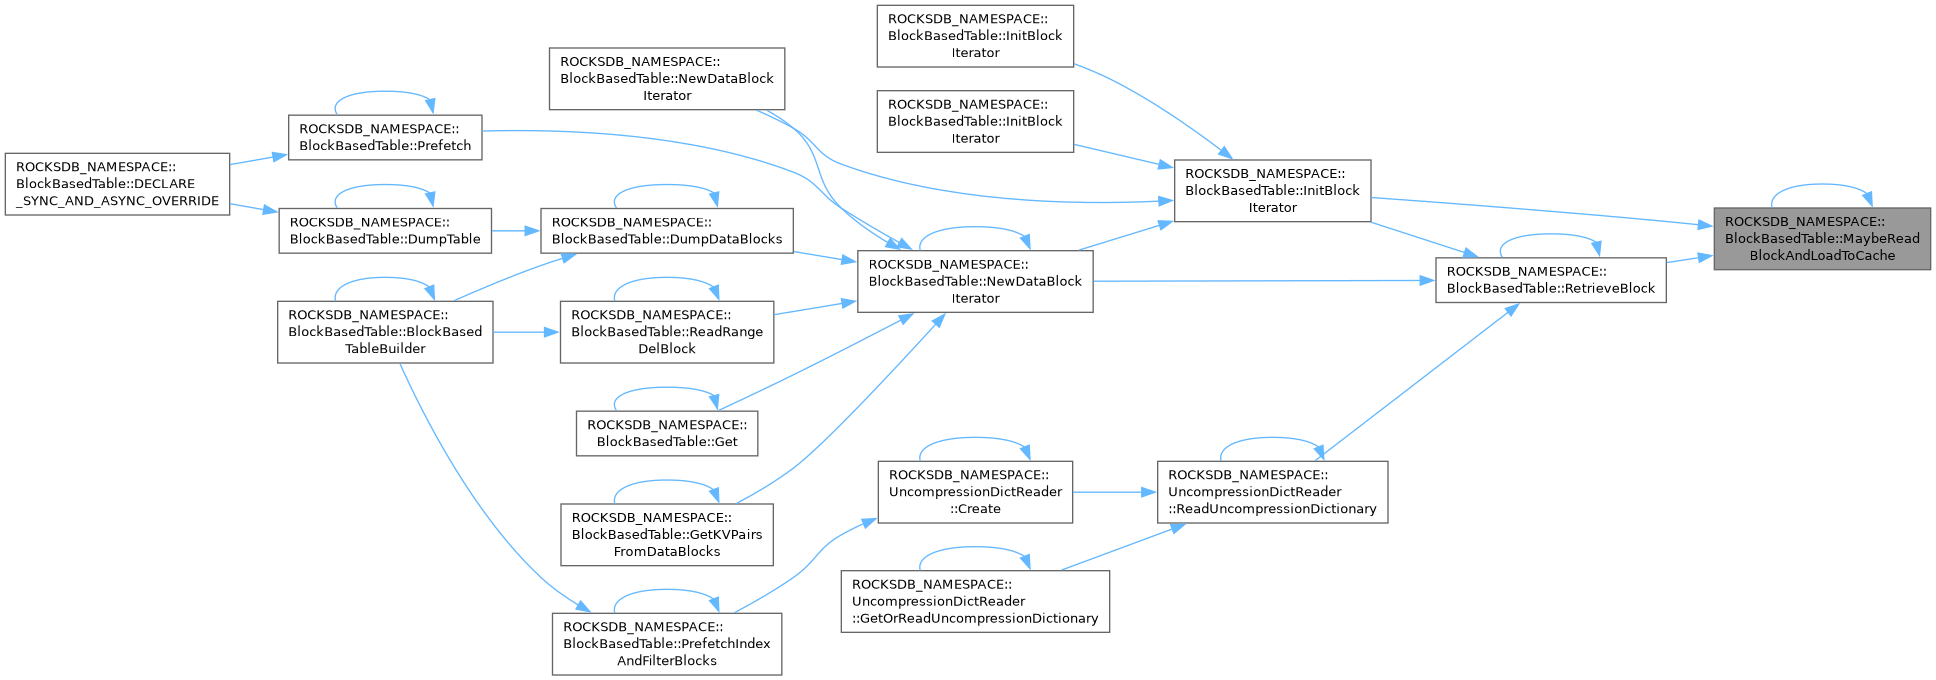 ROCKSDB_NAMESPACE::
BlockBasedTable::InitBlock
Iterator
ROCKSDB_NAMESPACE::
BlockBasedTable::NewDataBlock
Iterator
ROCKSDB_NAMESPACE::
BlockBasedTable::InitBlock
Iterator
ROCKSDB_NAMESPACE::
BlockBasedTable::Prefetch
ROCKSDB_NAMESPACE::
BlockBasedTable::DECLARE
_SYNC_AND_ASYNC_OVERRIDE
ROCKSDB_NAMESPACE::
BlockBasedTable::InitBlock
Iterator
ROCKSDB_NAMESPACE::
BlockBasedTable::DumpTable
ROCKSDB_NAMESPACE::
BlockBasedTable::DumpDataBlocks
ROCKSDB_NAMESPACE::
BlockBasedTable::MaybeRead
BlockAndLoadToCache
ROCKSDB_NAMESPACE::
BlockBasedTable::NewDataBlock
Iterator
ROCKSDB_NAMESPACE::
BlockBasedTable::RetrieveBlock
ROCKSDB_NAMESPACE::
BlockBasedTable::BlockBased
TableBuilder
ROCKSDB_NAMESPACE::
BlockBasedTable::ReadRange
DelBlock
ROCKSDB_NAMESPACE::
BlockBasedTable::Get
ROCKSDB_NAMESPACE::
UncompressionDictReader
::Create
ROCKSDB_NAMESPACE::
UncompressionDictReader
::ReadUncompressionDictionary
ROCKSDB_NAMESPACE::
BlockBasedTable::GetKVPairs
FromDataBlocks
ROCKSDB_NAMESPACE::
UncompressionDictReader
::GetOrReadUncompressionDictionary
ROCKSDB_NAMESPACE::
BlockBasedTable::PrefetchIndex
AndFilterBlocks